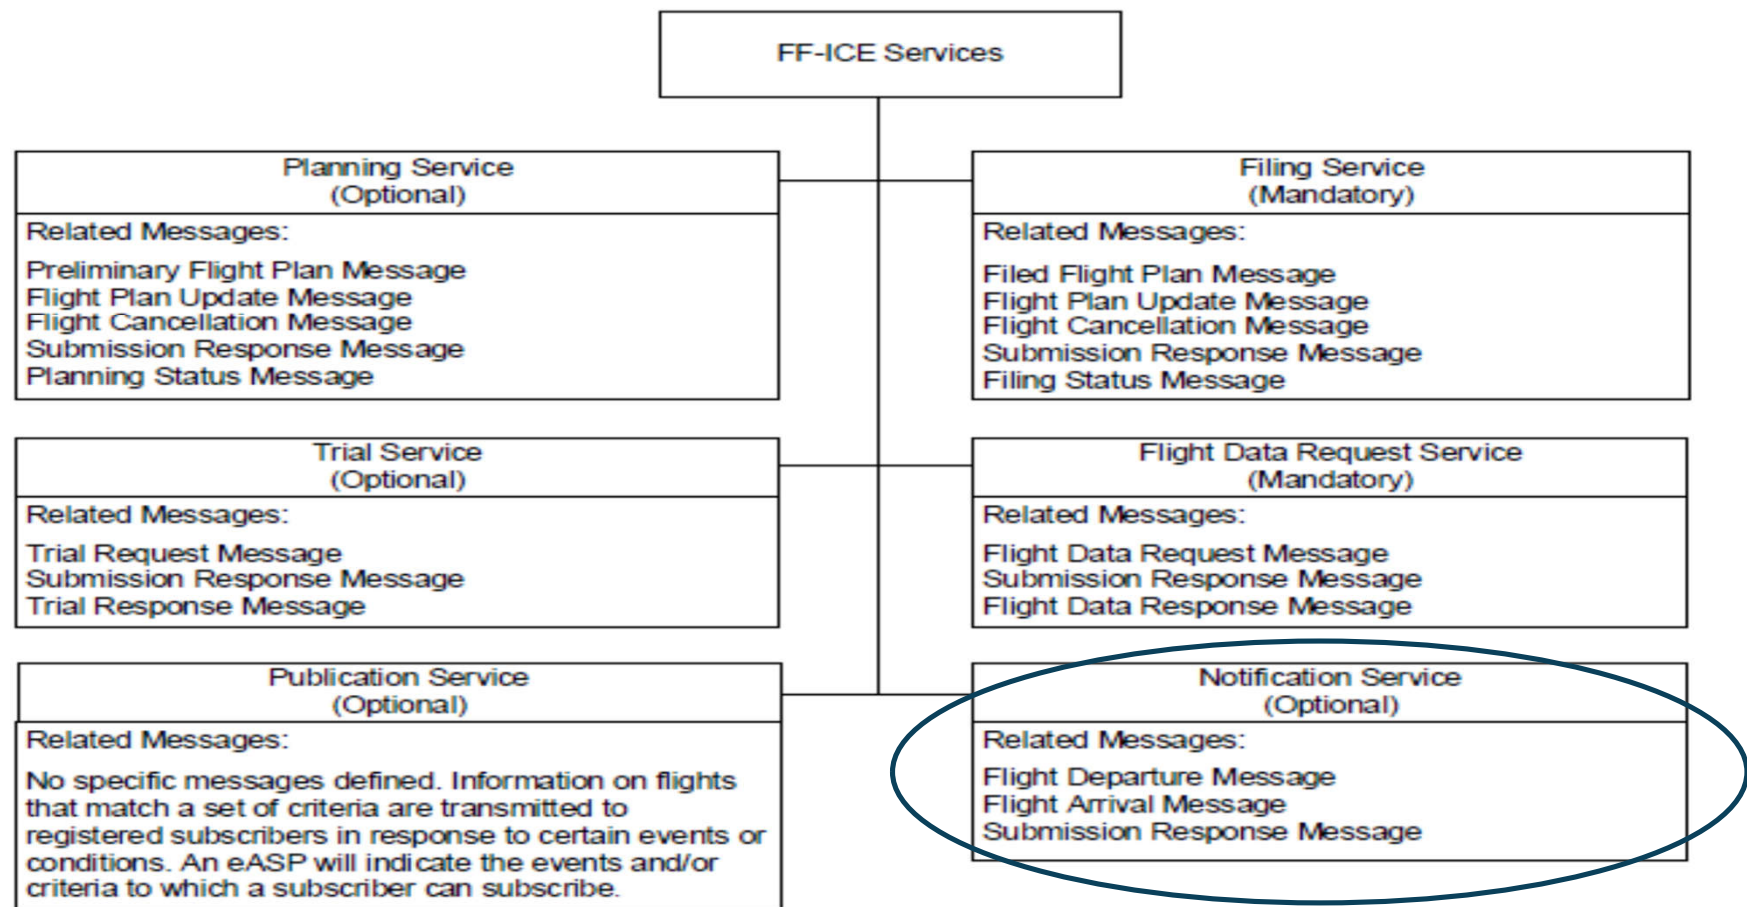 FF-ICE Services
Planning Service
(Optional)
Related Messages:
Preliminary Flight Plan Message
Flight Plan Update Message
Flight Cancellation Message
Submission Response Message
Planning Status Message
Filing Service
(Mandatory)
Related Messages:
Filed Flight Plan Message
Flight Plan Update Message
Flight Cancellation Message
Submission Response Message
Filing Status Message
Trial Service
(Optional)
Related Messages:
Trial Request Message
Submission Response Message
Trial Response Message
Flight Data Request Service
(Mandatory)
Related Messages:
Flight Data Request Message
Submission Response Message
Flight Data Response Message
Publication Service
(Optional)
Related Messages:
No specific messages defined. Information on flights
that match a set of criteria are transmitted to
registered subscribers in response to certain events or
conditions. An eASP will indicate the events and/or
criteria to which a subscriber can subscribe.
Notification Service
(Optional)
Related Messages:
Flight Departure Message
Flight Arrival Message
Submission Response Message